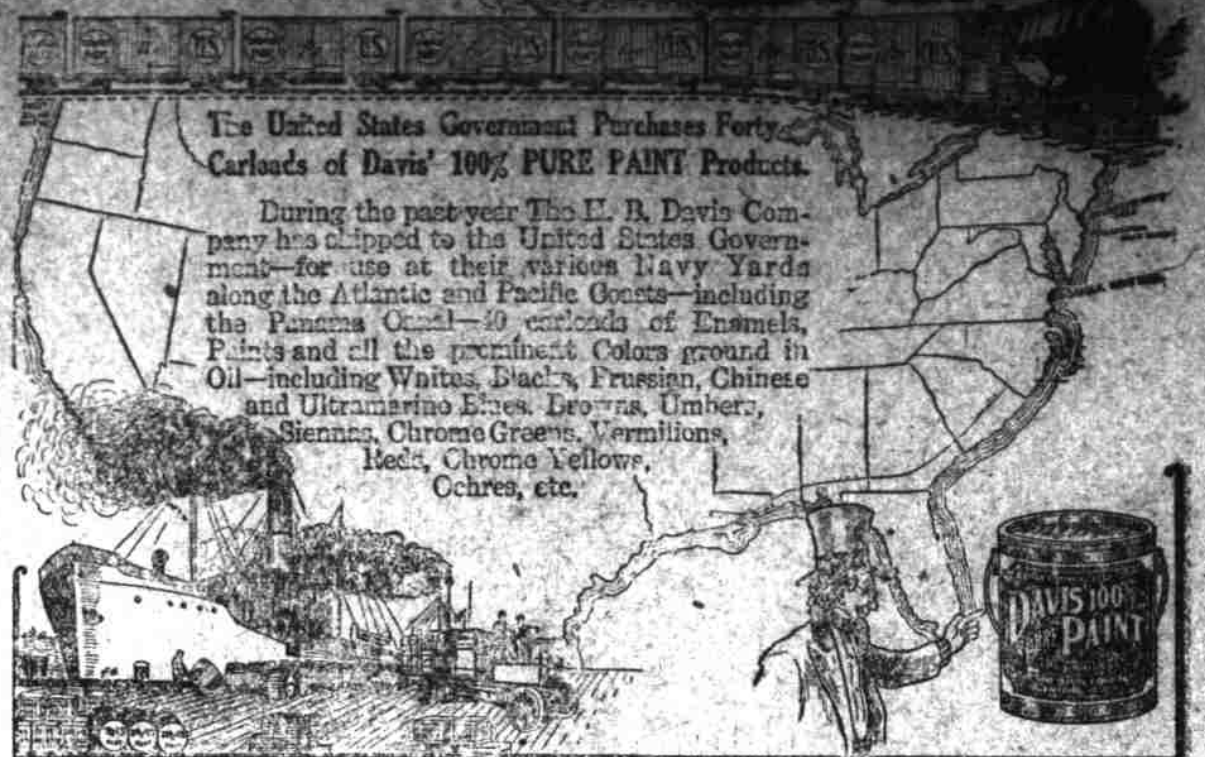 The United States Government Purchases Forty
Carloads of Davis' 100% PURE PAINT Products.
During the past year The H. B. Davis Com-
pany has shipped to the United States Govern-
ment—for use at their various Navy Yards
along the Atlantic and Pacific Coasts—including
the Panama Canal—40 carloads of Enamels,
Paints and all the prominent Colors ground in
Oil—including Whites, Blacks, Prussian, Chinese
and Ultramarine Blues, Browns, Umbers,
Siennas, Chrome Greens, Vermilions,
Reds, Chrome Yellows,
Ochres, etc.
DAVIS 100%
PAINT